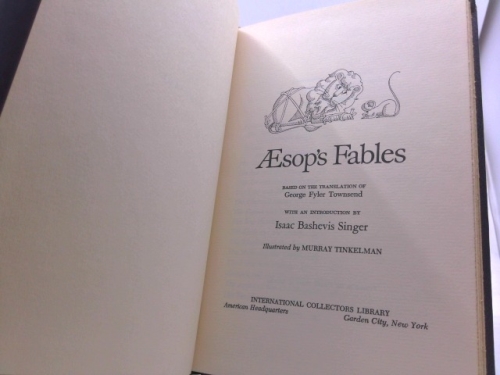 Æsop's Fables
BASED ON THE TRANSLATION OF
George Fyler Townsend
WITH AN INTRODUCTION BY
Isaac Bashevis Singer
Illustrated by MURRAY TINKELMAN
INTERNATIONAL COLLECTORS LIBRARY
American Headquarters
Garden City, New York